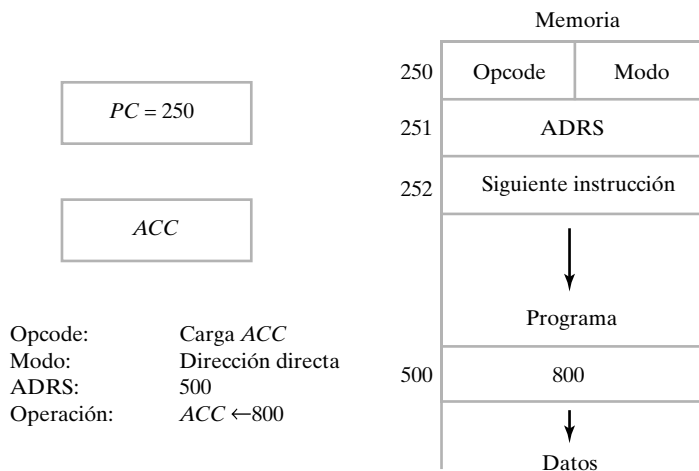 Memoria
250 Opcode Modo
PC = 250
251 ADRS
252 Siguiente instrucción
ACC
Programa
Opcode: Carga ACC
Modo: Dirección directa
ADRS: 500
Operación: ACC ←800
500 800
Datos